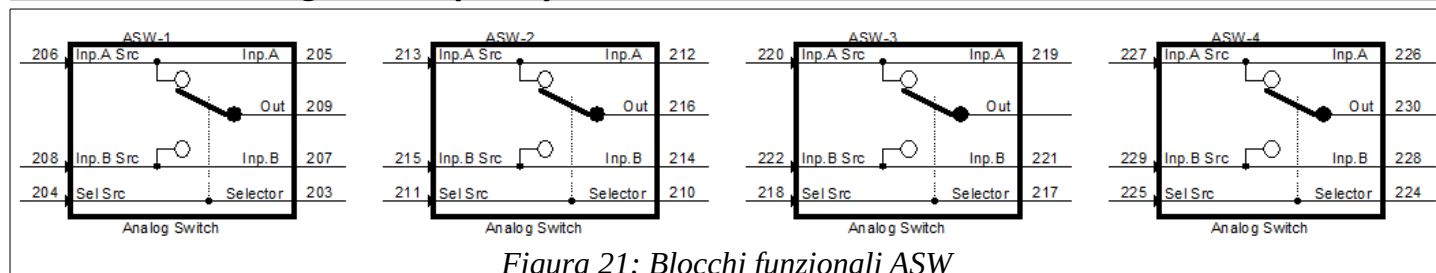 ASW-1 ASW-2 ASW-3 ASW-4
206 Inp.A Src Inp.A 205 213 Inp.A Src Inp.A 212 220 Inp.A Src Inp.A 219 227 Inp.A Src Inp.A 226
Out 209 Out 216 Out Out 230
208 Inp.B Src Inp.B 207 215 Inp.B Src Inp.B 214 222 Inp.B Src Inp.B 221 229 Inp.B Src Inp.B 228
204 Sel Src Selector 203 211 Sel Src Selector 210 218 Sel Src Selector 217 225 Sel Src Selector 224
Analog Switch Analog Switch Analog Switch Analog Switch
Figura 21: Blocchi funzionali ASW